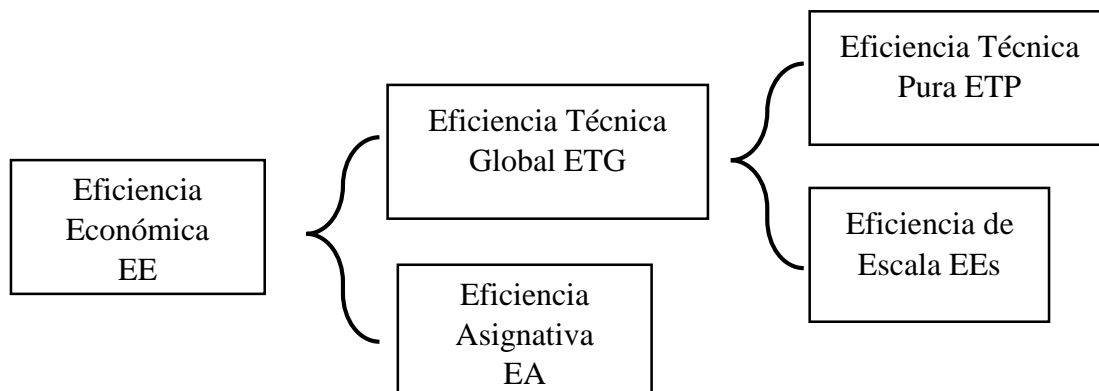 Eficiencia
Económica
EE
Eficiencia Técnica
Global ETG
Eficiencia
Asignativa
EA
Eficiencia Técnica
Pura ETP
Eficiencia de
Escala EEs